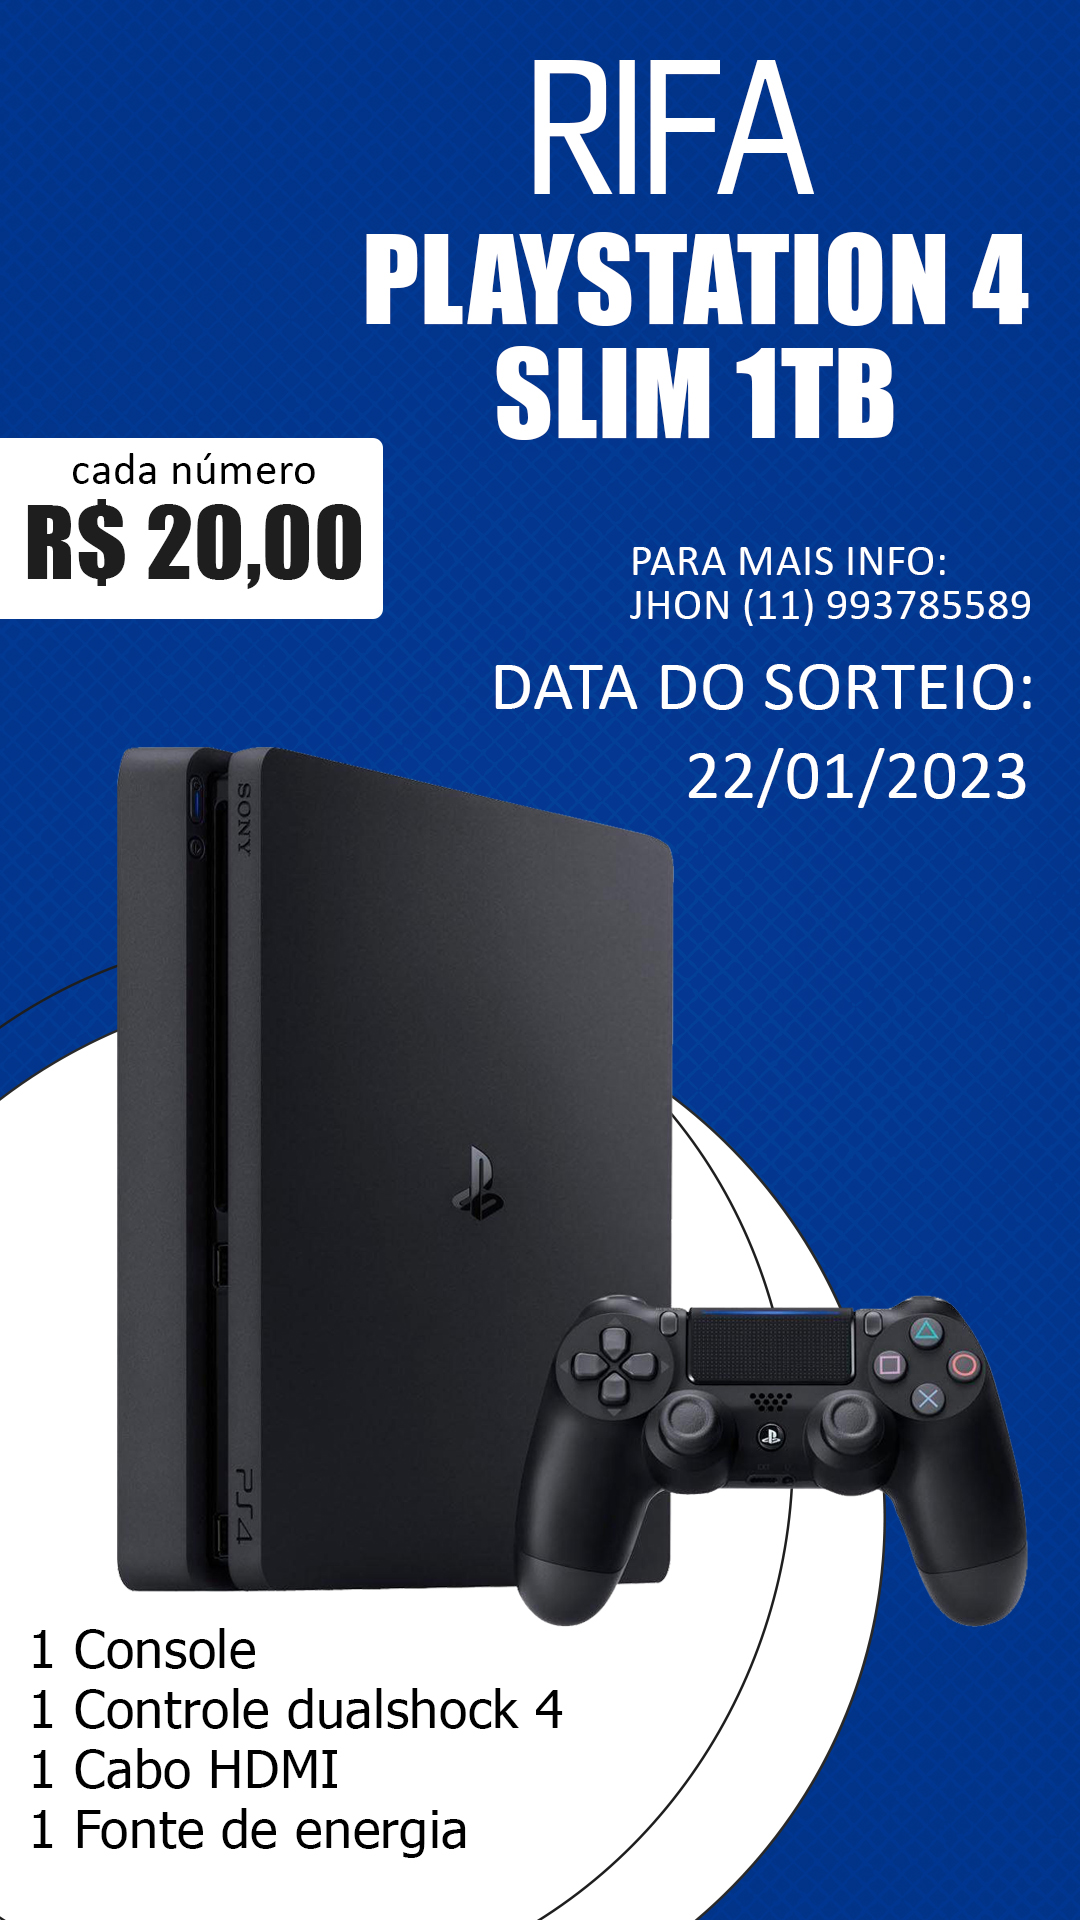 RIFA
PLAYSTATION 4
SLIM 1TB
cada número
R$ 20,00
PARA MAIS INFO:
JHON (11) 993785589
DATA DO SORTEIO:
22/01/2023
SONY
PS4
1 Console
1 Controle dualshock 4
1 Cabo HDMI
1 Fonte de energia